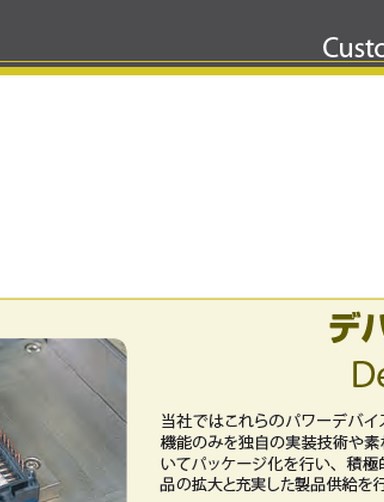 Custo
デバ
De
当社ではこれらのパワーデバイス
機能のみを独自の実装技術や素材
いてパッケージ化を行い、積極的
品の拡大と充実した製品供給を行